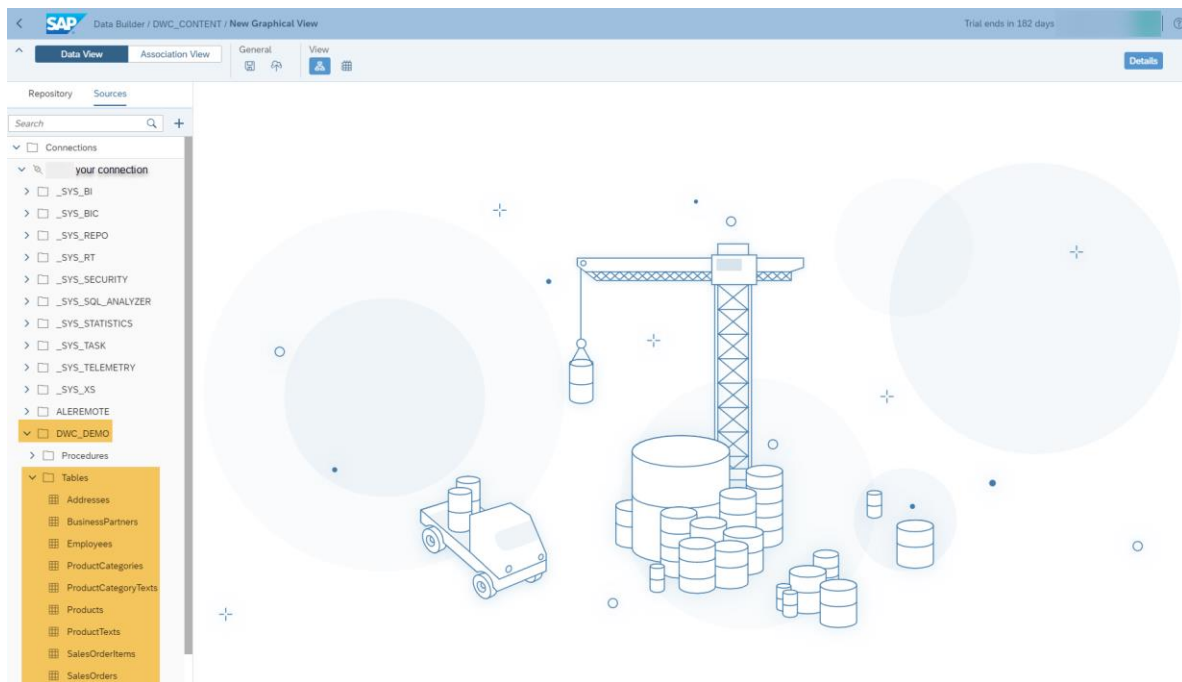 SAP Data Builder / DWC_CONTENT / New Graphical View Trial ends in 182 days
Data View Association View General View
Details
Repository Sources
Search
Connections
your connection
_SYS_BI
_SYS_BIC
_SYS_REPO
_SYS_RT
_SYS_SECURITY
_SYS_SQL_ANALYZER
_SYS_STATISTICS
_SYS_TASK
_SYS_TELEMETRY
_SYS_XS
ALEREMOTE
DWC_DEMO
Procedures
Tables
Addresses
BusinessPartners
Employees
ProductCategories
ProductCategoryTexts
Products
ProductTexts
SalesOrderItems
SalesOrders